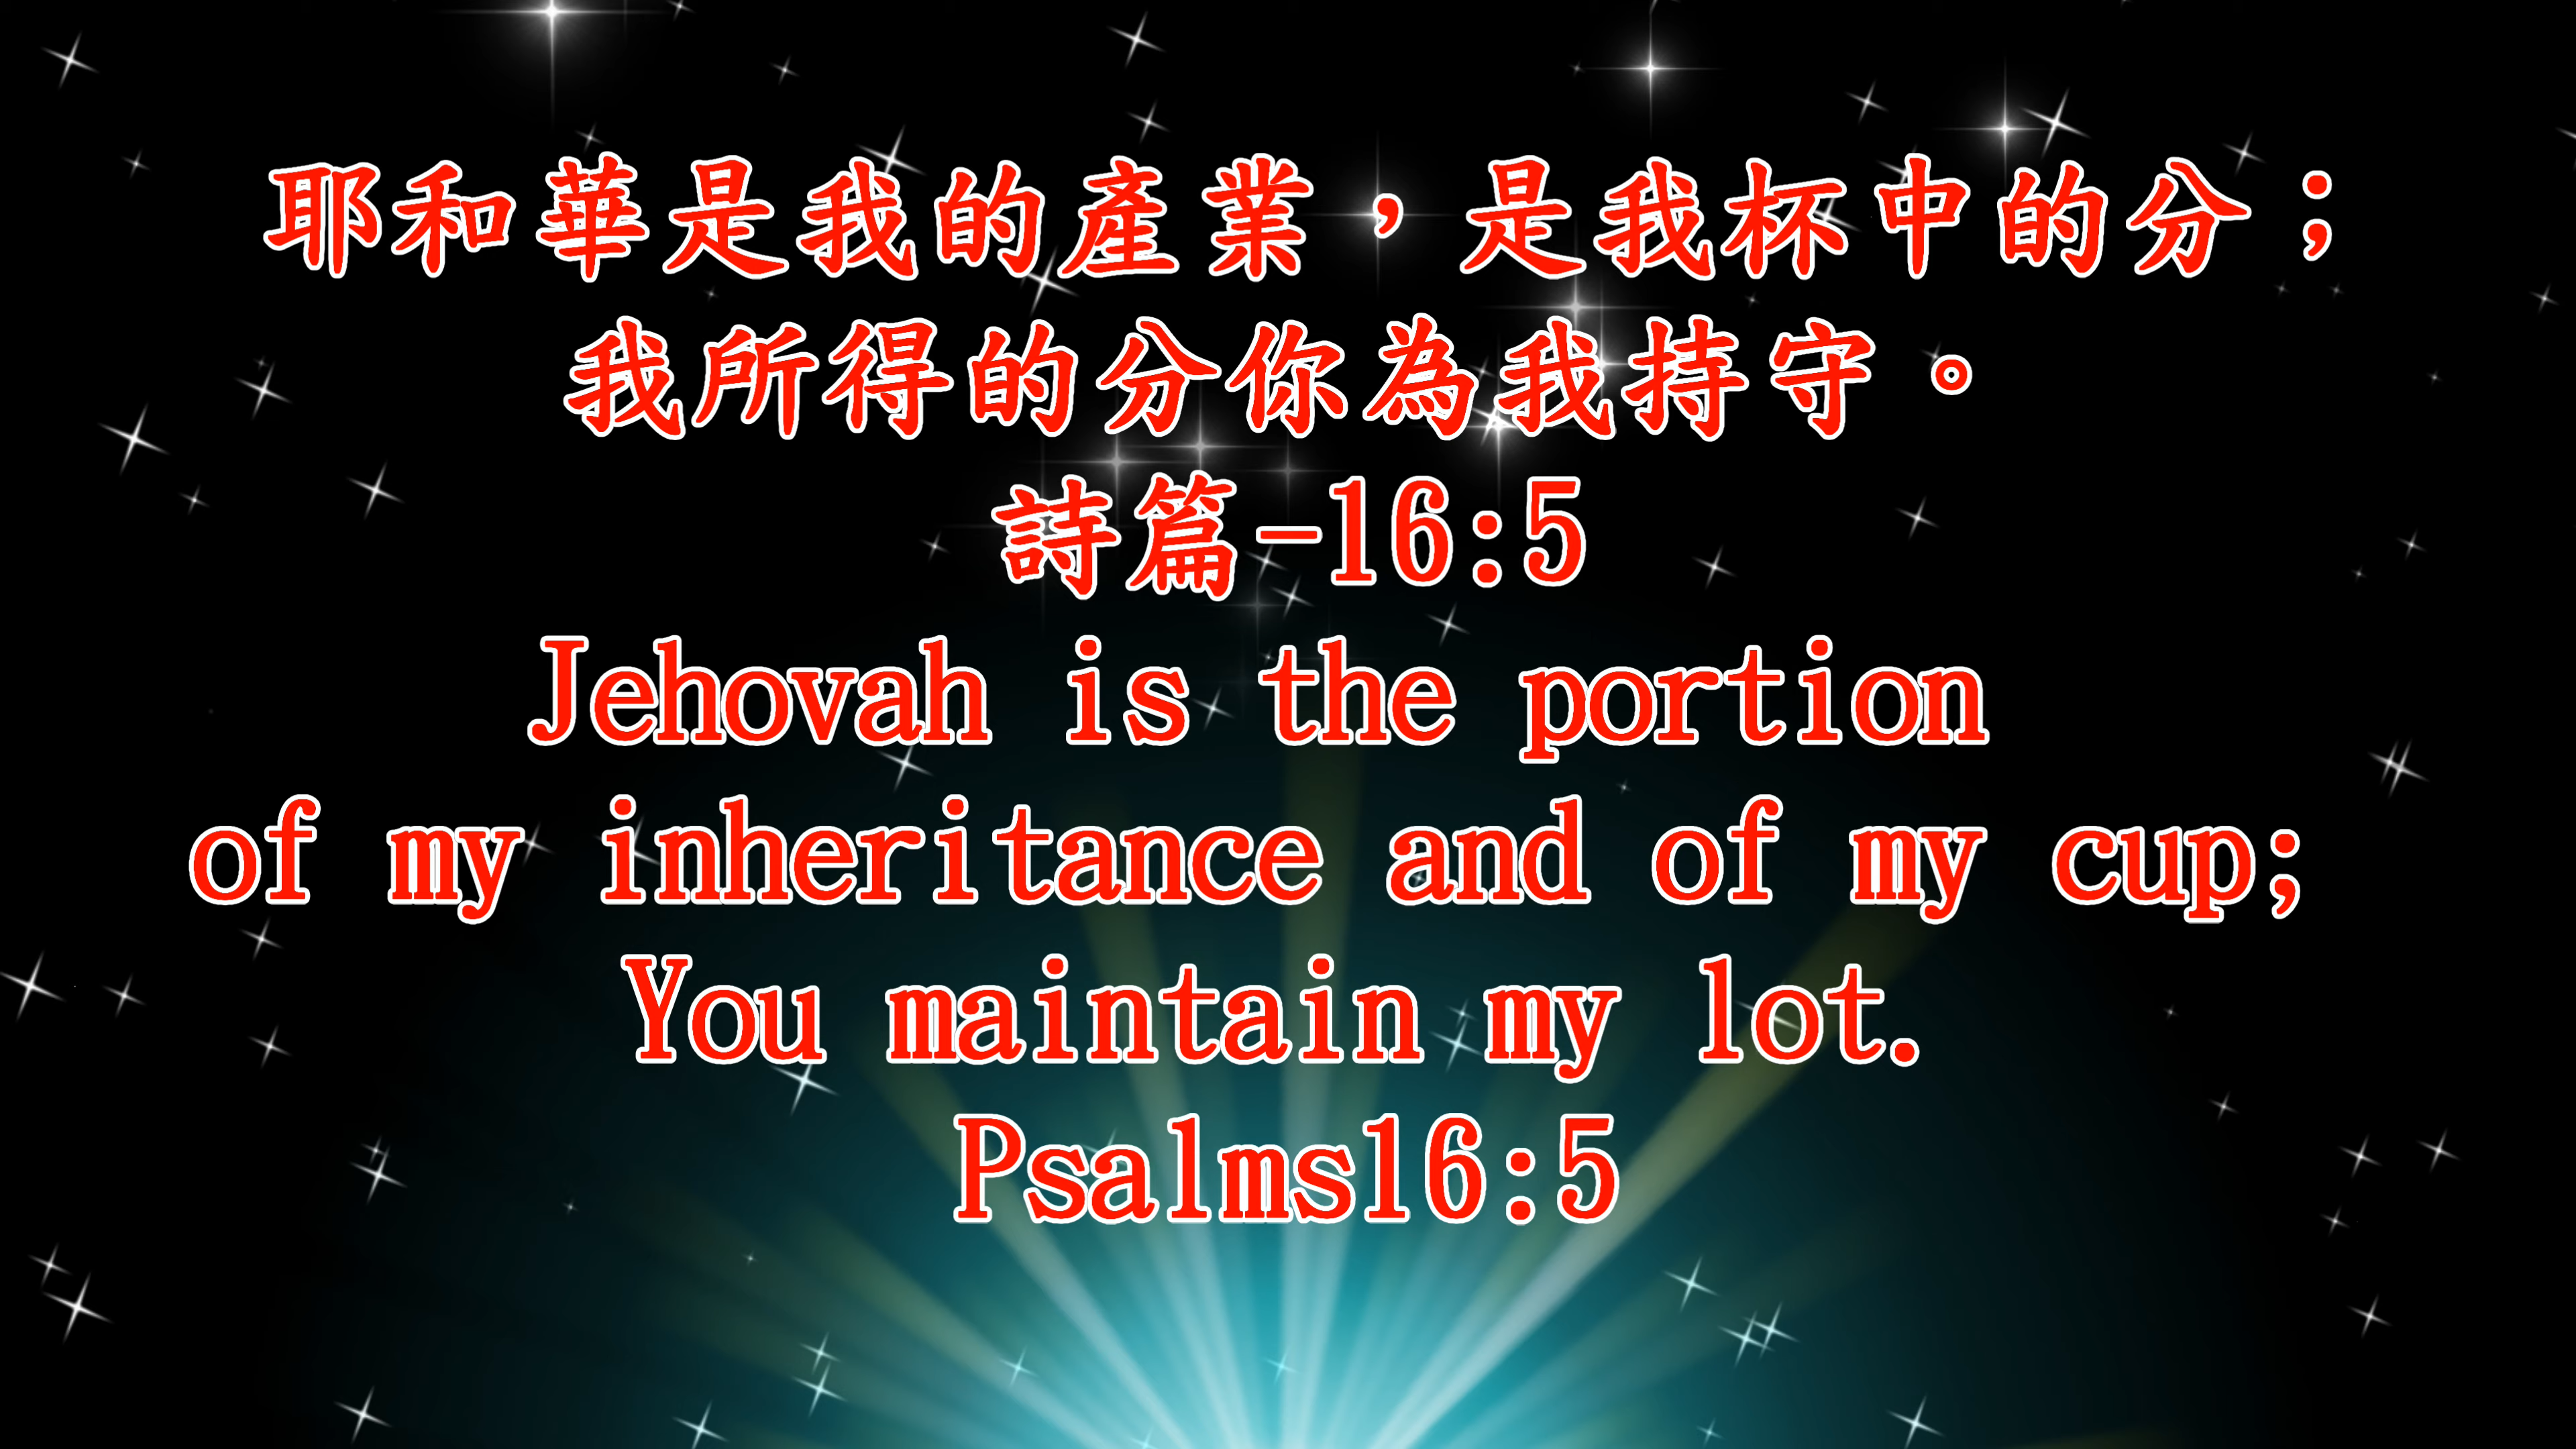 耶和華是我的產業，是我杯中的分；
我所得的分你為我持守。
詩篇-16:5
Jehovah is the portion
of my inheritance and of my cup;
You maintain my lot.
Psalms16:5